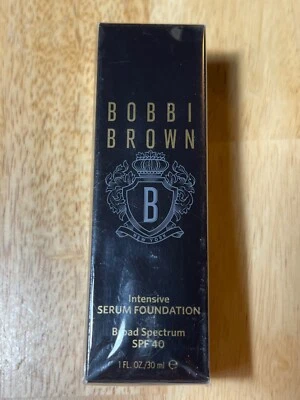 BOBBI
BROWN
B
NEW YORK
Intensive
SERUM FOUNDATION
Broad Spectrum
SPF 40
1 FL. OZ./30 ml ℮